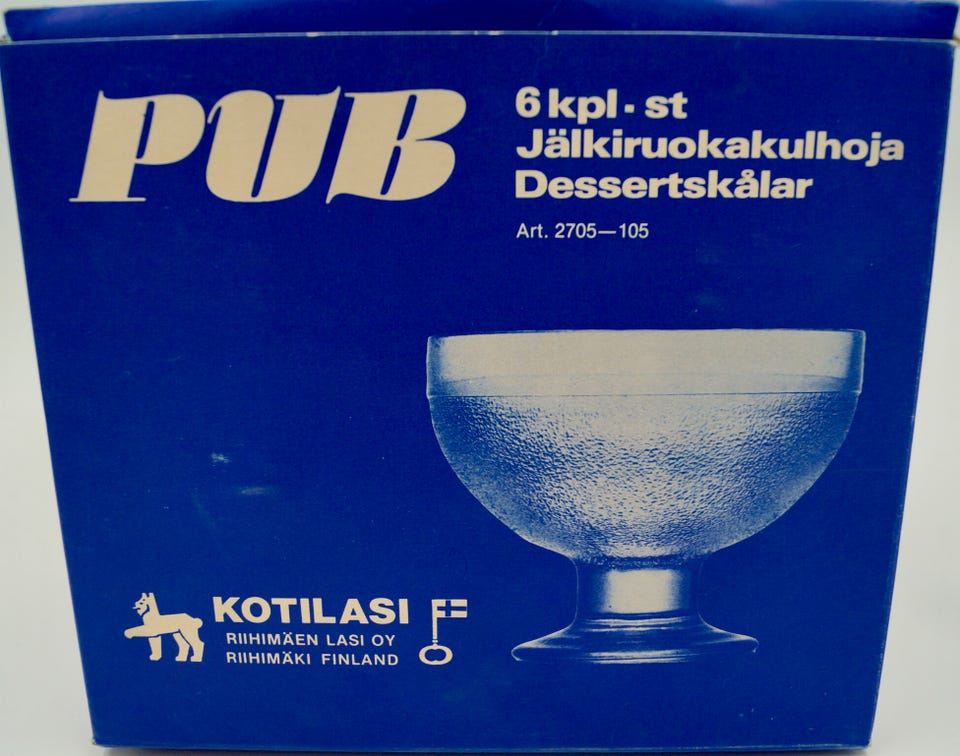 PUB
6 kpl · st
Jälkiruokakulhoja
Dessertskålar
Art. 2705—105
KOTILASI
RIIHIMÄEN LASI OY
RIIHIMÄKI FINLAND